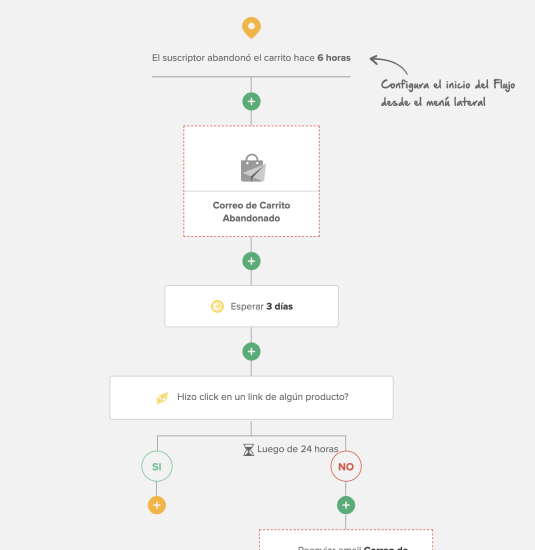 El suscriptor abandonó el carrito hace 6 horas
Configura el inicio del Flujo
desde el menú lateral
Correo de Carrito
Abandonado
Esperar 3 días
Hizo click en un link de algún producto?
Luego de 24 horas
SI
NO
Reenviar email Correo de